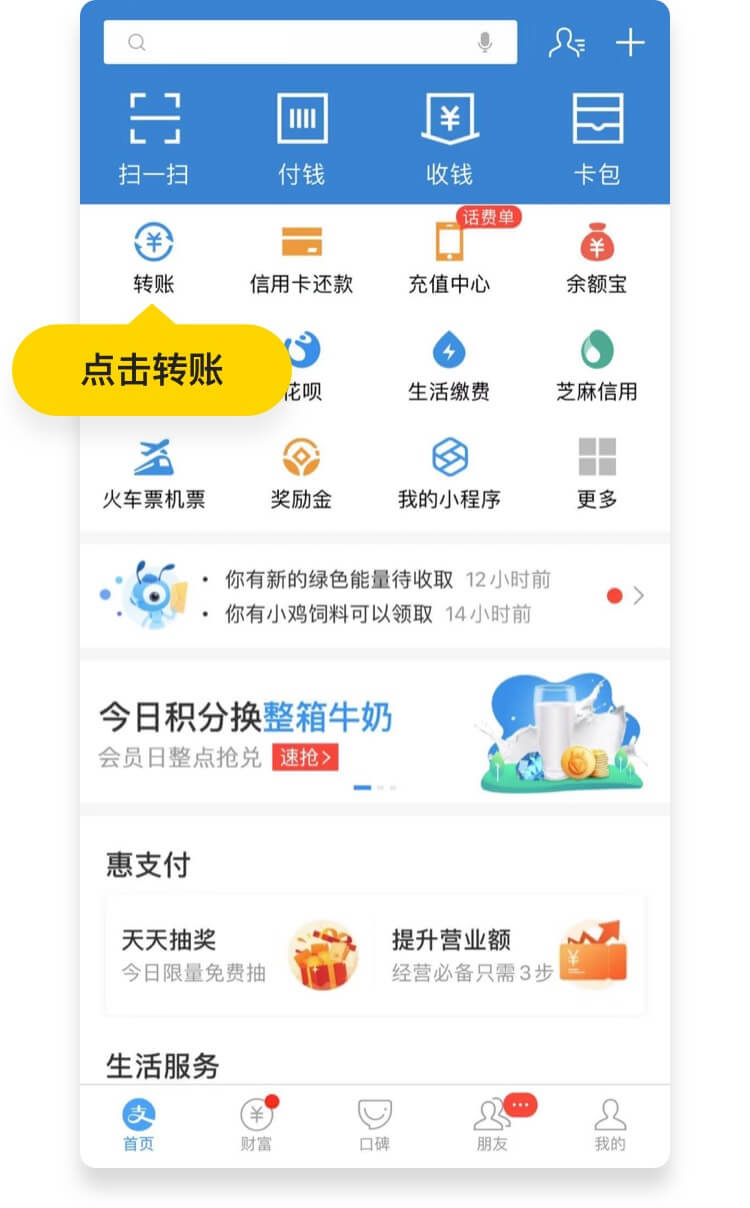 扫一扫 付钱 收钱 卡包
话费单
转账 信用卡还款 充值中心 余额宝
点击转账
花呗 生活缴费 芝麻信用
火车票机票 奖励金 我的小程序 更多
· 你有新的绿色能量待收取 12小时前
· 你有小鸡饲料可以领取 14小时前
今日积分换整箱牛奶
会员日整点抢兑 速抢>
惠支付
天天抽奖 提升营业额
今日限量免费抽 经营必备只需3步
生活服务
支
首页 财富 口碑 朋友 我的